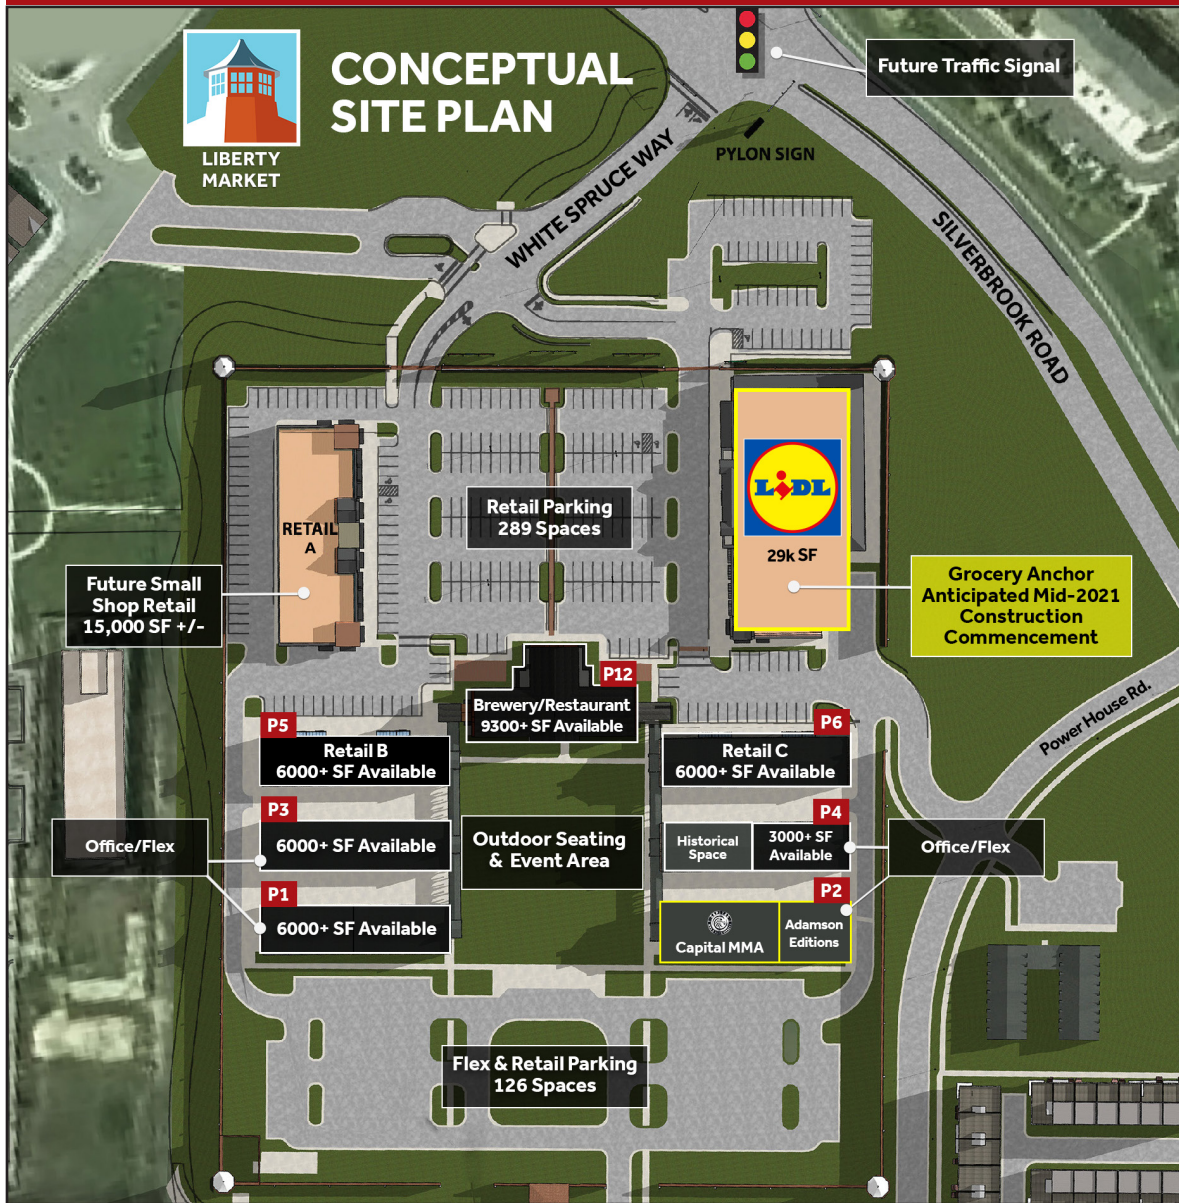 CONCEPTUAL
SITE PLAN
LIBERTY
MARKET
Future Traffic Signal
PYLON SIGN
WHITE SPRUCE WAY
SILVERBROOK ROAD
LIDL
29k SF
Retail Parking
289 Spaces
RETAIL
A
Future Small
Shop Retail
15,000 SF +/-
Grocery Anchor
Anticipated Mid-2021
Construction
Commencement
P12
Brewery/Restaurant
9300+ SF Available
Power House Rd.
P5
Retail B
6000+ SF Available
P6
Retail C
6000+ SF Available
P3
6000+ SF Available
Office/Flex
P1
6000+ SF Available
Outdoor Seating
& Event Area
P4
Historical
Space
3000+ SF
Available
Office/Flex
P2
Capital MMA
Adamson
Editions
Flex & Retail Parking
126 Spaces